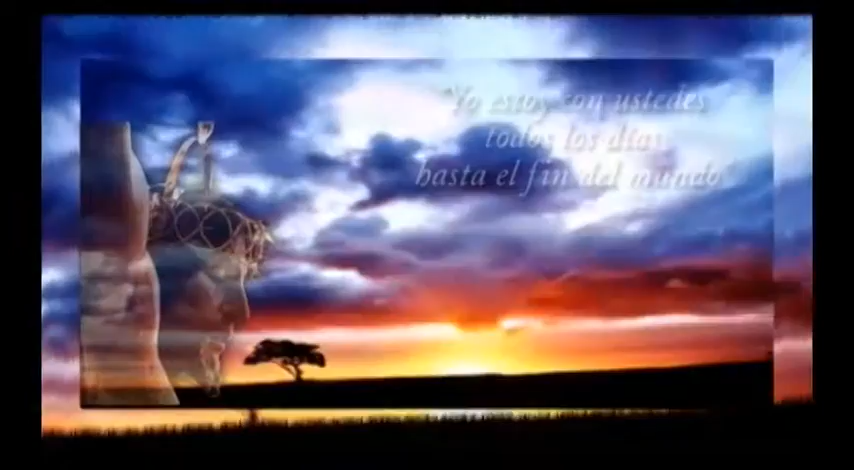 "Yo estoy con ustedes
todos los días
hasta el fin del mundo"